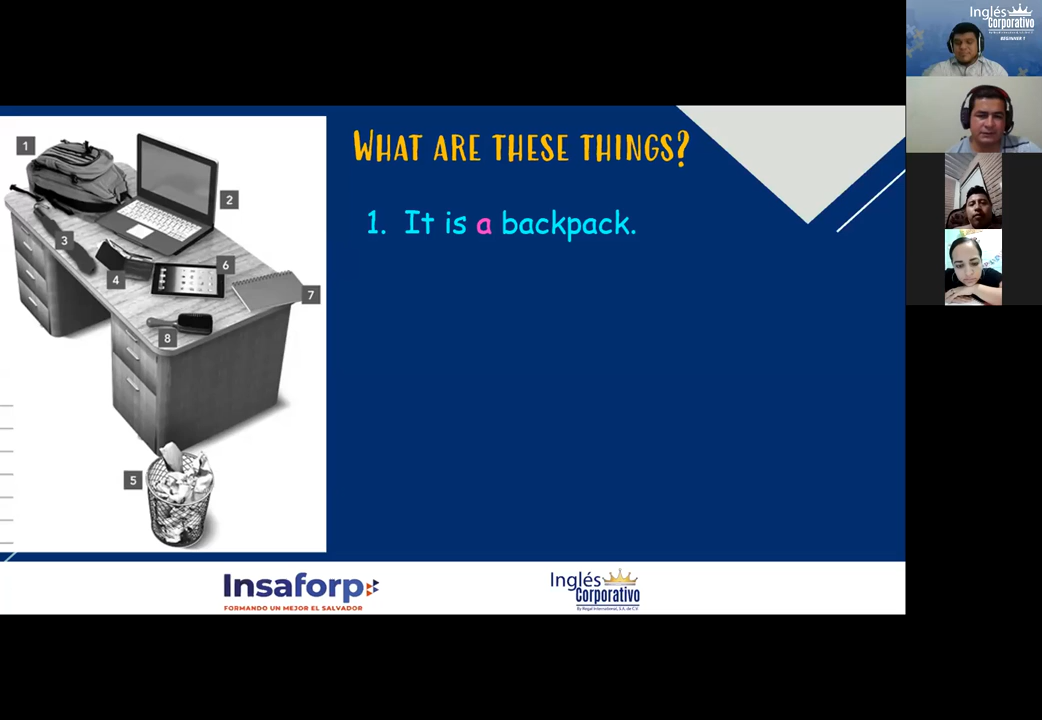 WHAT ARE THESE THINGS?
1. It is a backpack.
1
2
3
4
6
7
8
5
Insaforp
FORMANDO UN MEJOR EL SALVADOR
Inglés
Corporativo
By Regal International, S.A. de C.V.
Inglés
Corporativo
BEGINNER 1